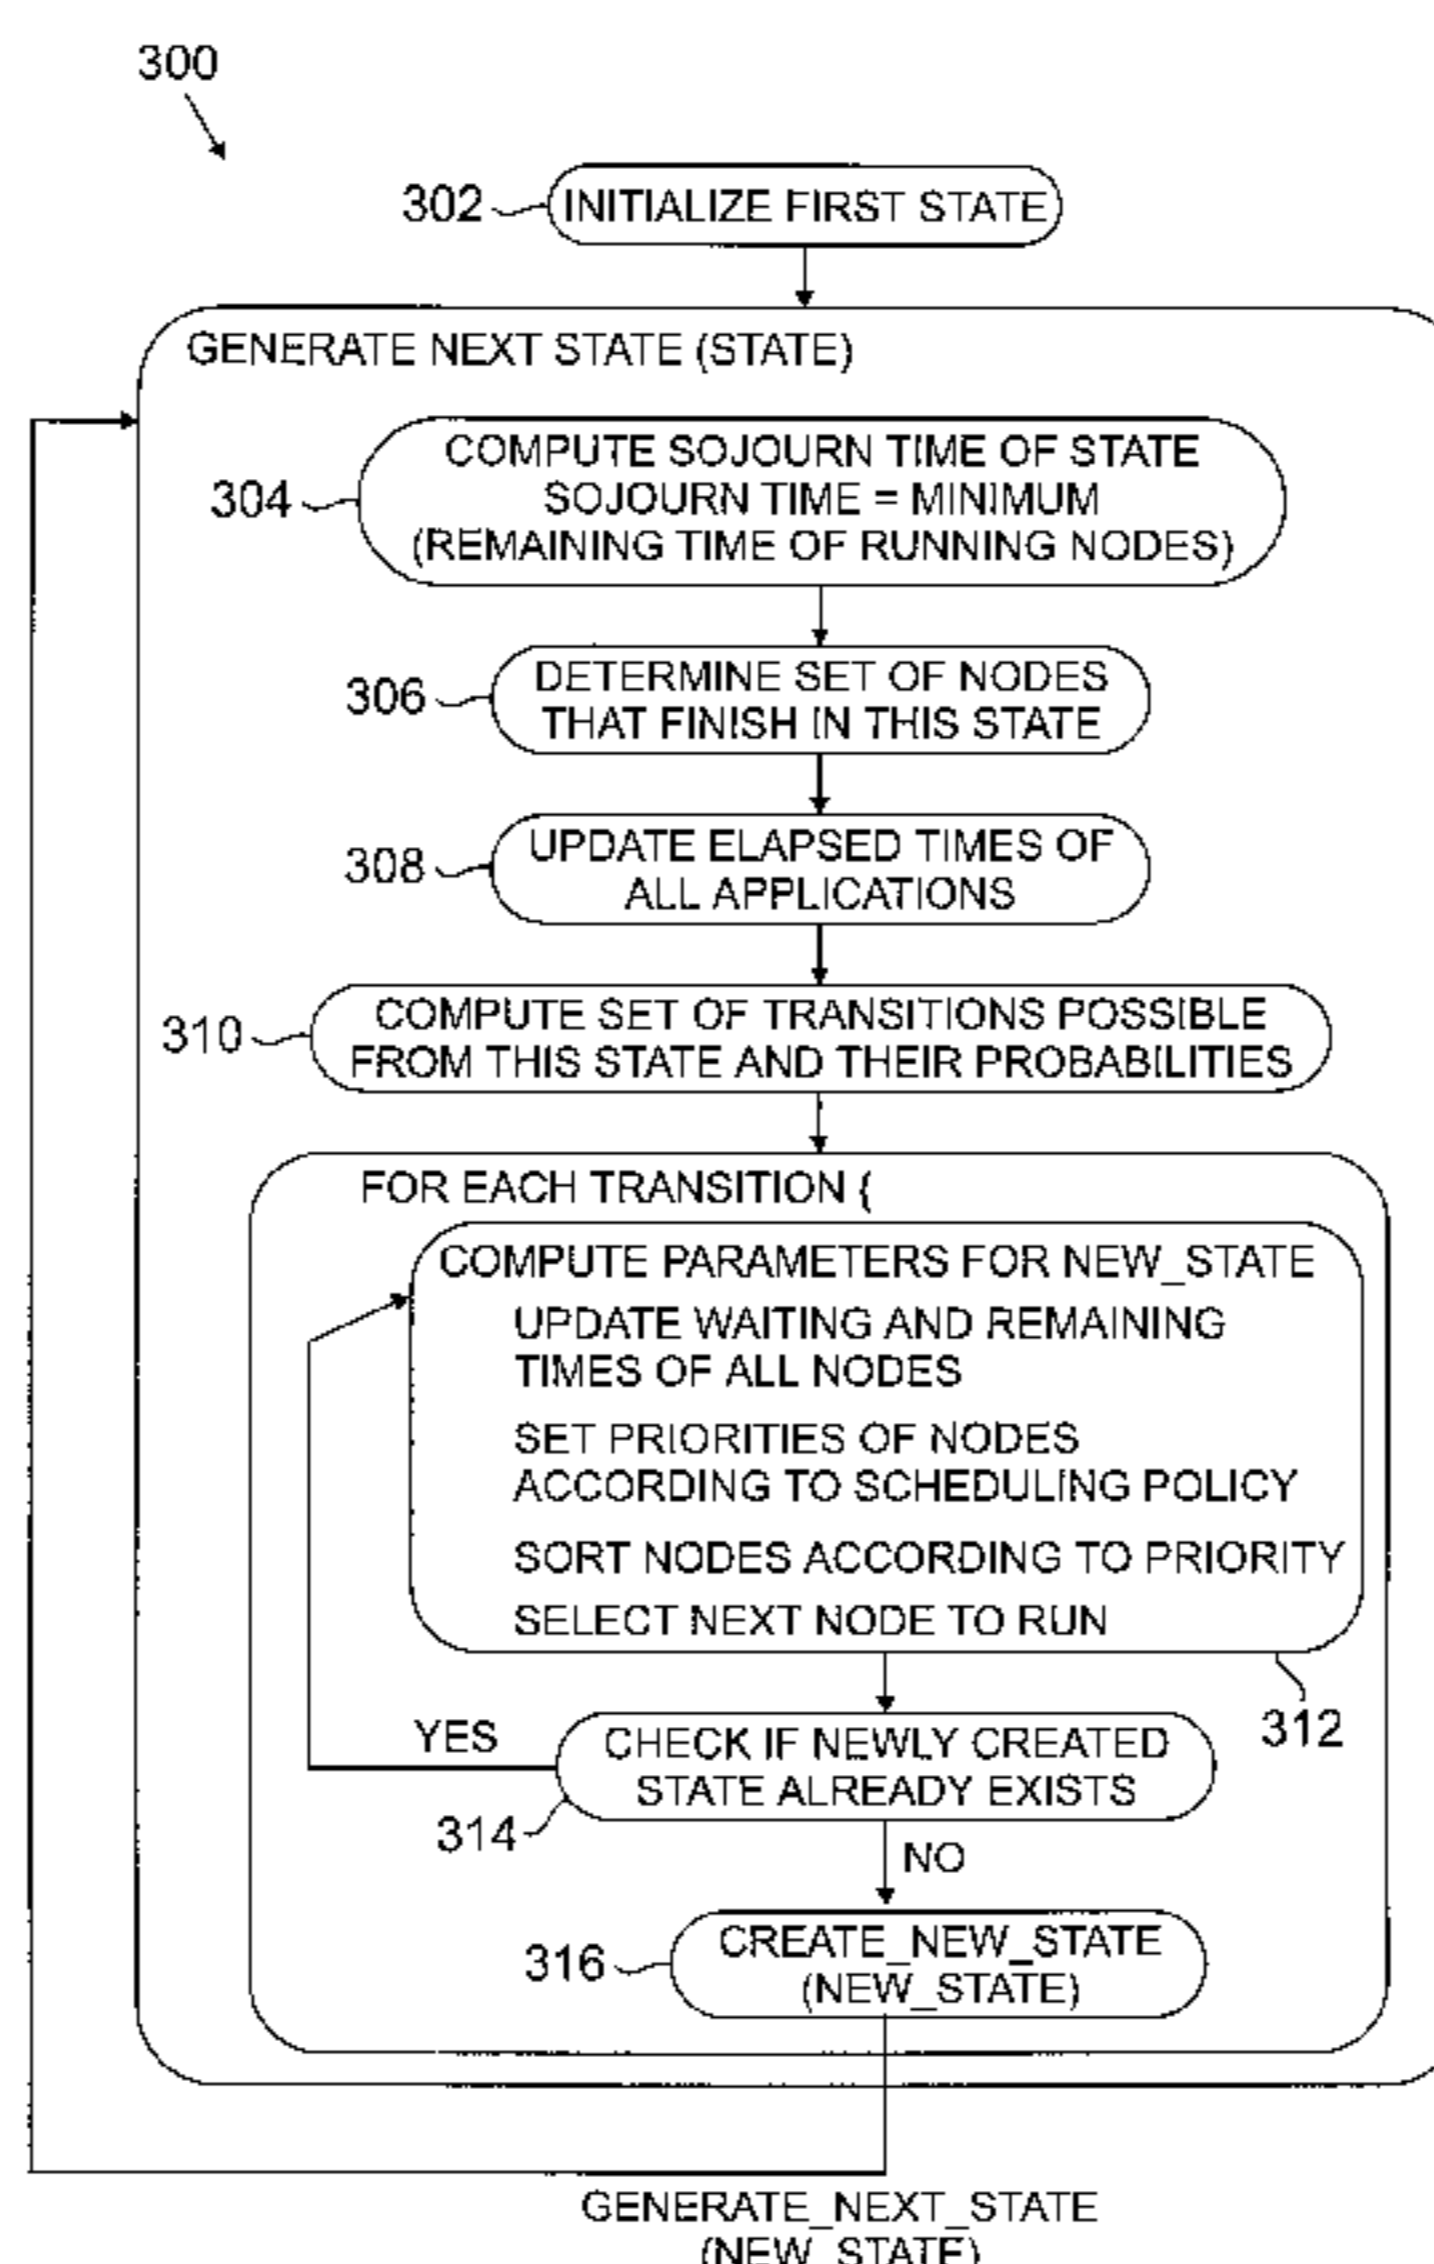 300
302
INITIALIZE FIRST STATE
GENERATE NEXT STATE (STATE)
304
COMPUTE SOJOURN TIME OF STATE
SOJOURN TIME = MINIMUM
(REMAINING TIME OF RUNNING NODES)
306
DETERMINE SET OF NODES
THAT FINISH IN THIS STATE
308
UPDATE ELAPSED TIMES OF
ALL APPLICATIONS
310
COMPUTE SET OF TRANSITIONS POSSIBLE
FROM THIS STATE AND THEIR PROBABILITIES
FOR EACH TRANSITION {
COMPUTE PARAMETERS FOR NEW_STATE
UPDATE WAITING AND REMAINING
TIMES OF ALL NODES
SET PRIORITIES OF NODES
ACCORDING TO SCHEDULING POLICY
SORT NODES ACCORDING TO PRIORITY
SELECT NEXT NODE TO RUN
312
YES
CHECK IF NEWLY CREATED
STATE ALREADY EXISTS
314
NO
316
CREATE_NEW_STATE
(NEW_STATE)
GENERATE_NEXT_STATE
(NEW_STATE)